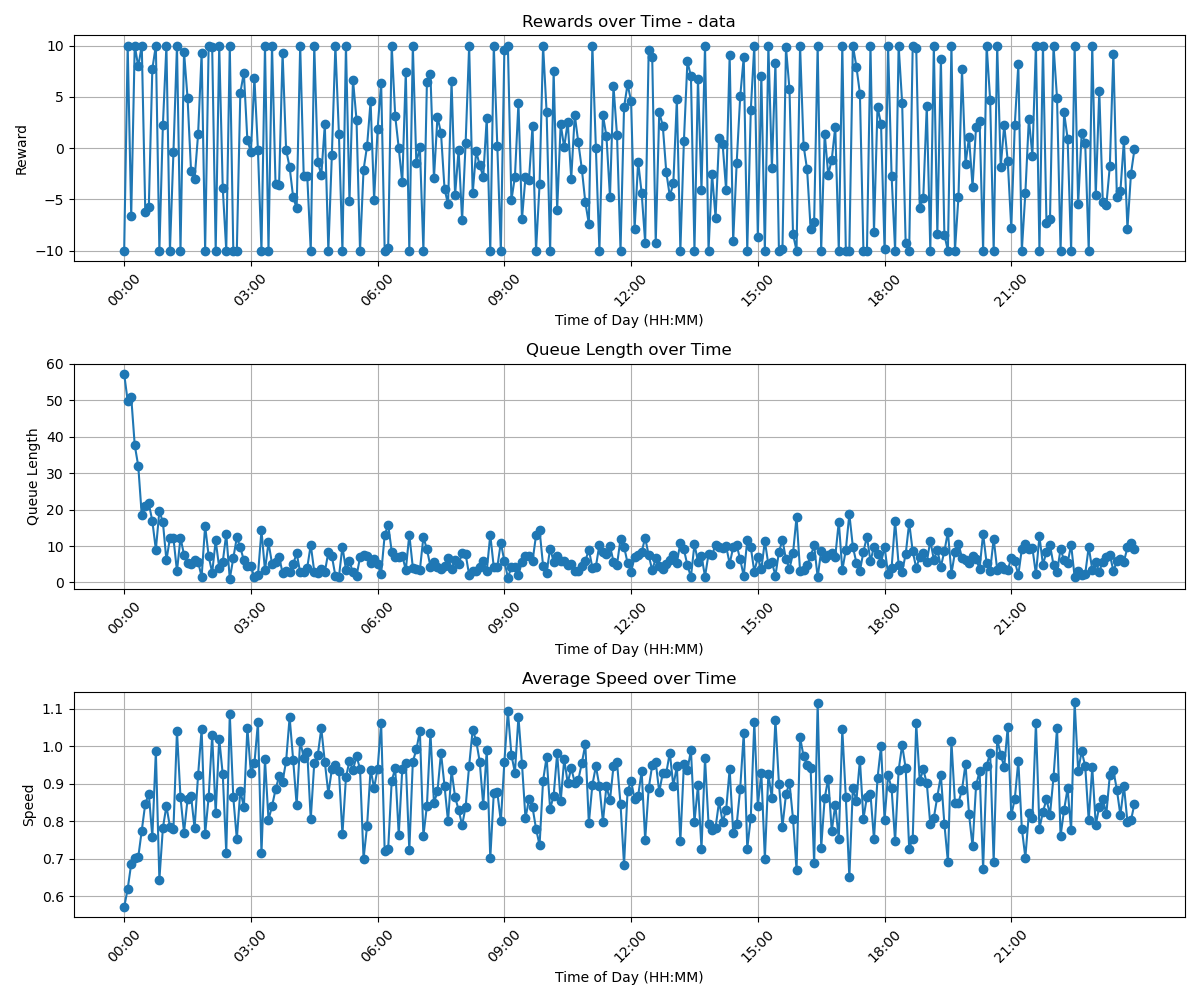 Rewards over Time - data
Reward
10
5
0
−5
−10
00:00 03:00 06:00 09:00 12:00 15:00 18:00 21:00
Time of Day (HH:MM)
Queue Length over Time
Queue Length
60
50
40
30
20
10
0
00:00 03:00 06:00 09:00 12:00 15:00 18:00 21:00
Time of Day (HH:MM)
Average Speed over Time
Speed
1.1
1.0
0.9
0.8
0.7
0.6
00:00 03:00 06:00 09:00 12:00 15:00 18:00 21:00
Time of Day (HH:MM)